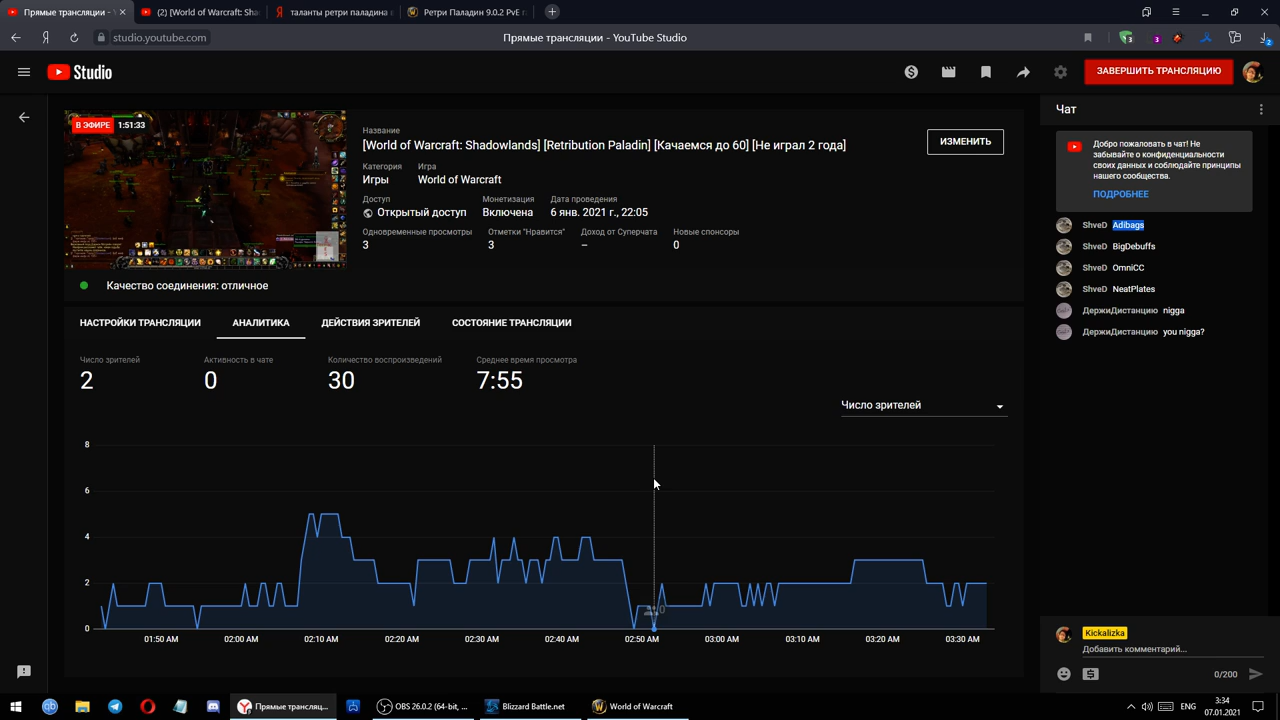 Прямые трансляции - Y
(2) [World of Warcraft: Sha
таланты ретри паладина
Ретри Паладин 9.0.2 PvE г
studio.youtube.com
Прямые трансляции - YouTube Studio
3
3
2
Studio
ЗАВЕРШИТЬ ТРАНСЛЯЦИЮ
В ЭФИРЕ 1:51:33
Название
[World of Warcraft: Shadowlands] [Retribution Paladin] [Качаемся до 60] [Не играл 2 года]
ИЗМЕНИТЬ
Категория Игра
Игры World of Warcraft
Доступ Монетизация Дата проведения
Открытый доступ Включена 6 янв. 2021 г., 22:05
Одновременные просмотры Отметки "Нравится" Доход от Суперчата Новые спонсоры
3 3 – 0
Качество соединения: отличное
НАСТРОЙКИ ТРАНСЛЯЦИИ АНАЛИТИКА ДЕЙСТВИЯ ЗРИТЕЛЕЙ СОСТОЯНИЕ ТРАНСЛЯЦИИ
Число зрителей Активность в чате Количество воспроизведений Среднее время просмотра
2 0 30 7:55
Число зрителей
8
6
4
2
0
0
01:50 AM 02:00 AM 02:10 AM 02:20 AM 02:30 AM 02:40 AM 02:50 AM 03:00 AM 03:10 AM 03:20 AM 03:30 AM
Чат
Добро пожаловать в чат! Не
забывайте о конфиденциальности
своих данных и соблюдайте принципы
нашего сообщества.
ПОДРОБНЕЕ
ShveD Adibags
ShveD BigDebuffs
ShveD OmniCC
ShveD NeatPlates
ДержиДистанцию nigga
ДержиДистанцию you nigga?
Kickalizka
Добавить комментарий...
0/200
Прямые трансляц...
OBS 26.0.2 (64-bit, ...
Blizzard Battle.net
World of Warcraft
ENG
3:34
07.01.2021